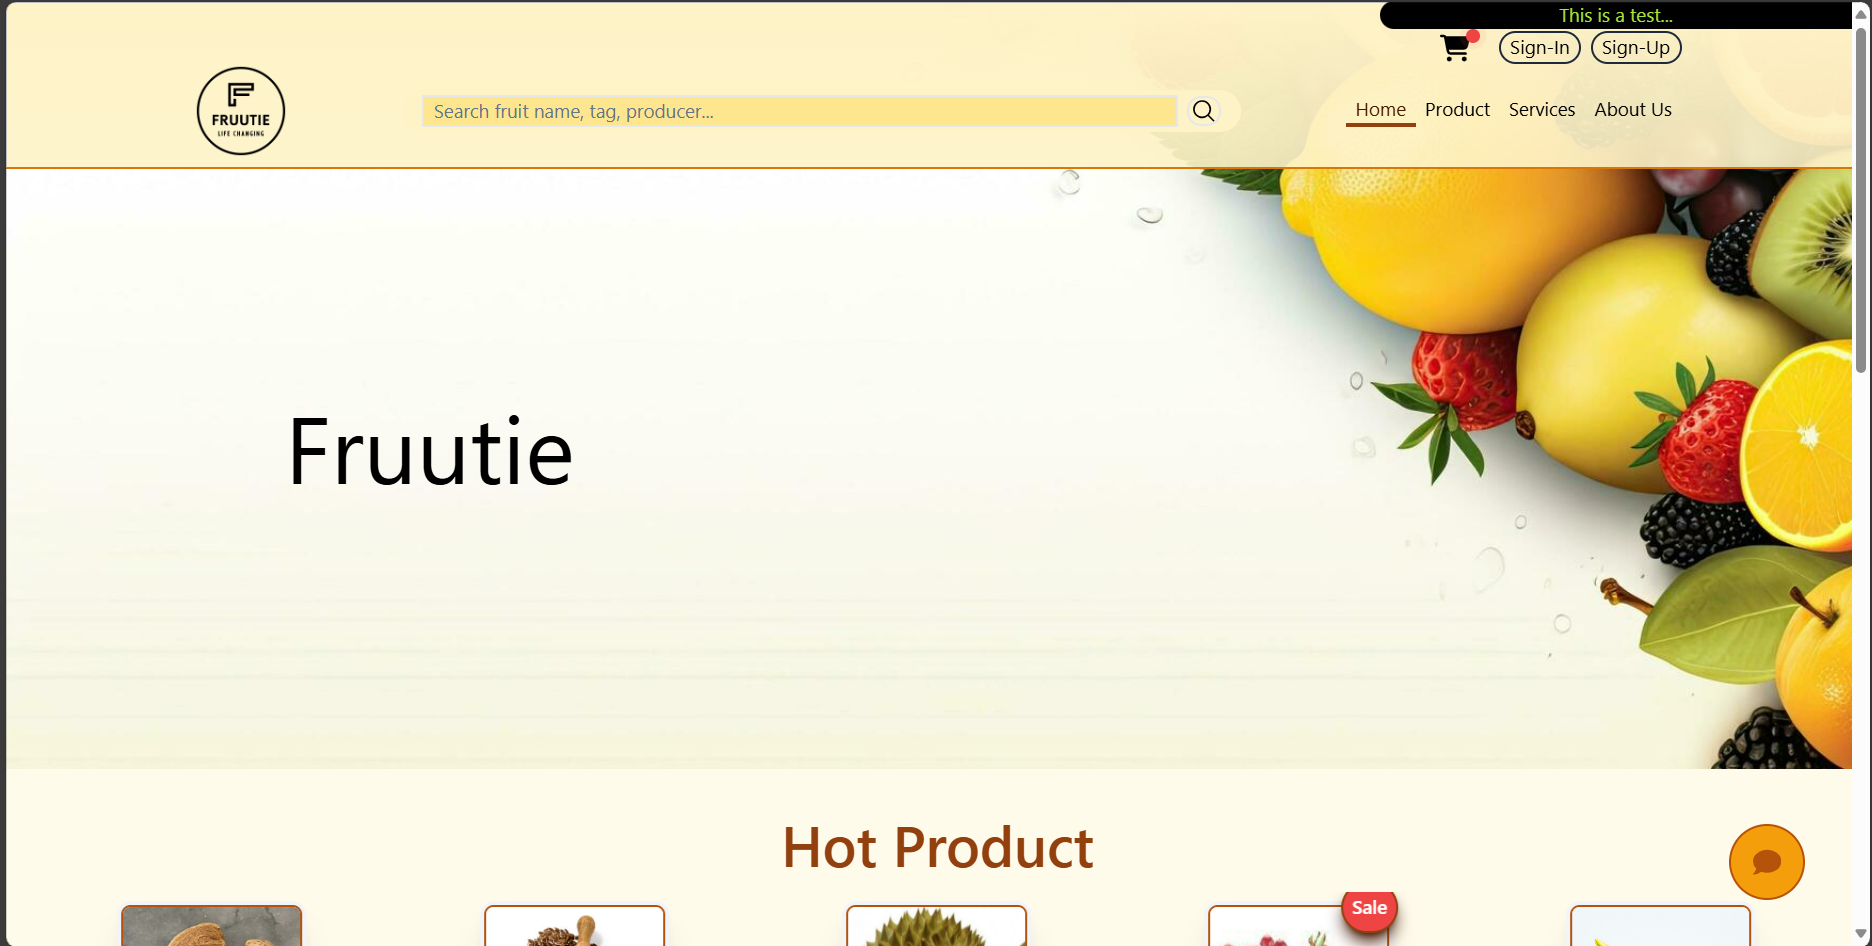 This is a test...
Sign-In
Sign-Up
F
FRUUTIE
LIFE CHANGING
Search fruit name, tag, producer...
Home
Product
Services
About Us
Fruutie
Hot Product
Sale